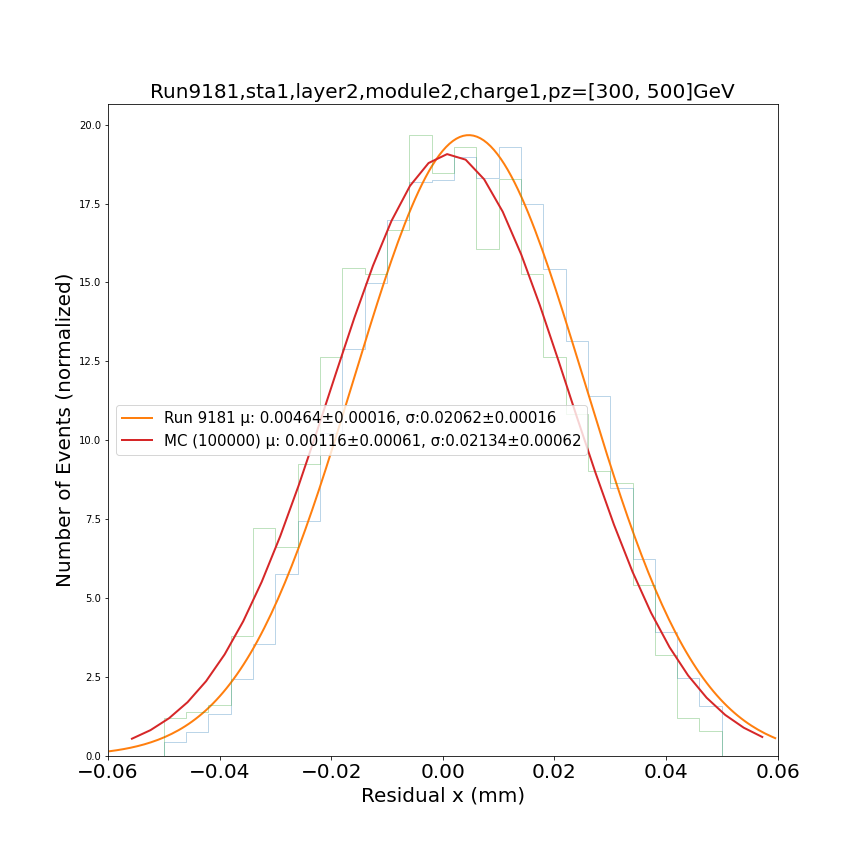 Run9181,sta1,layer2,module2,charge1,pz=[300, 500]GeV
20.0
17.5
15.0
12.5
10.0
7.5
5.0
2.5
0.0
Number of Events (normalized)
Run 9181 μ: 0.00464±0.00016, σ:0.02062±0.00016
MC (100000) μ: 0.00116±0.00061, σ:0.02134±0.00062
−0.06 −0.04 −0.02 0.00 0.02 0.04 0.06
Residual x (mm)